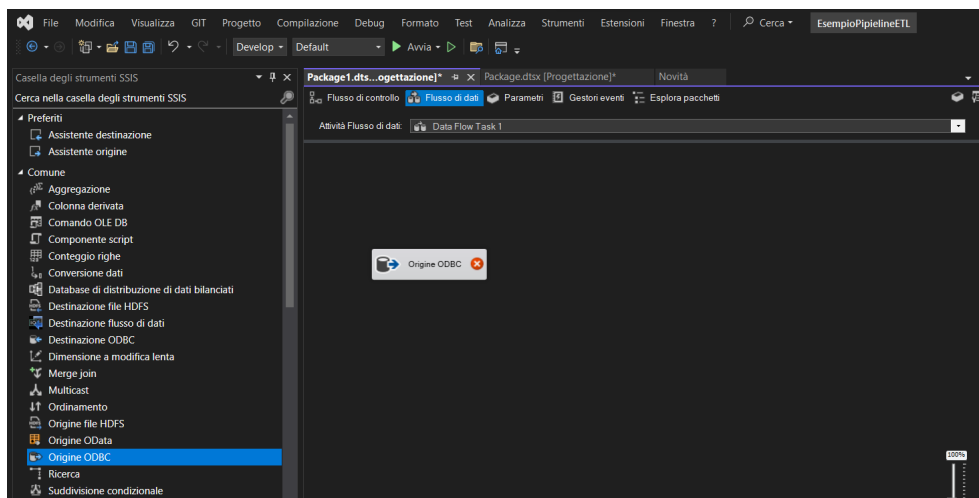 File Modifica Visualizza GIT Progetto Compilazione Debug Formato Test Analizza Strumenti Estensioni Finestra ? Cerca EsempioPipielineETL
Develop Default Avvia
Casella degli strumenti SSIS
Package1.dts...ogettazione]* Package.dtsx [Progettazione]* Novità
Cerca nella casella degli strumenti SSIS
Flusso di controllo Flusso di dati Parametri Gestori eventi Esplora pacchetti
Preferiti
Attività Flusso di dati: Data Flow Task 1
Assistente destinazione
Assistente origine
Comune
Aggregazione
Colonna derivata
Comando OLE DB
Componente script
Conteggio righe
Conversione dati
Database di distribuzione di dati bilanciati
Destinazione file HDFS
Destinazione flusso di dati
Destinazione ODBC
Dimensione a modifica lenta
Merge join
Multicast
Ordinamento
Origine file HDFS
Origine OData
Origine ODBC
Ricerca
Suddivisione condizionale
Origine ODBC
100%